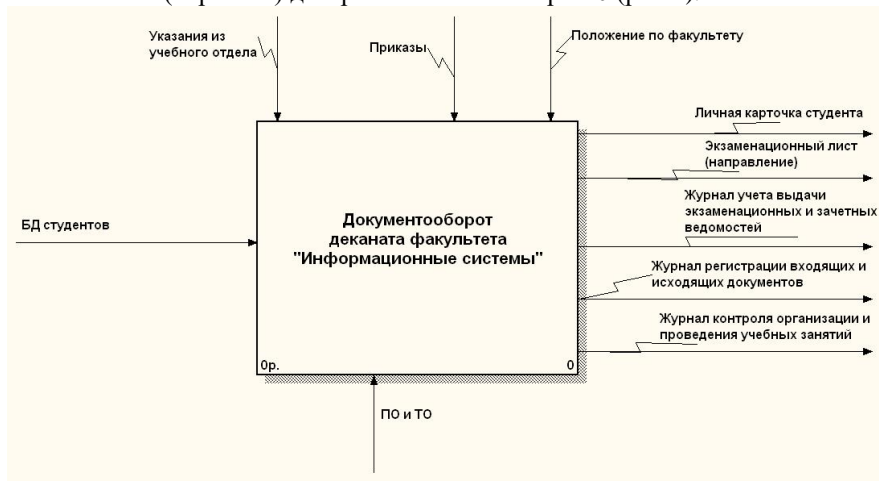 Указания из
учебного отдела
Приказы
Положение по факультету
Личная карточка студента
Экзаменационный лист
(направление)
Журнал учета выдачи
экзаменационных и зачетных
ведомостей
БД студентов
Документооборот
деканата факультета
"Информационные системы"
Журнал регистрации входящих и
исходящих документов
Журнал контроля организации и
проведения учебных занятий
0р.
0
ПО и ТО